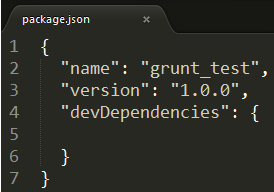 package.json ×
1 {
2   "name": "grunt_test",
3   "version": "1.0.0",
4   "devDependencies": {
5
6   }
7 }